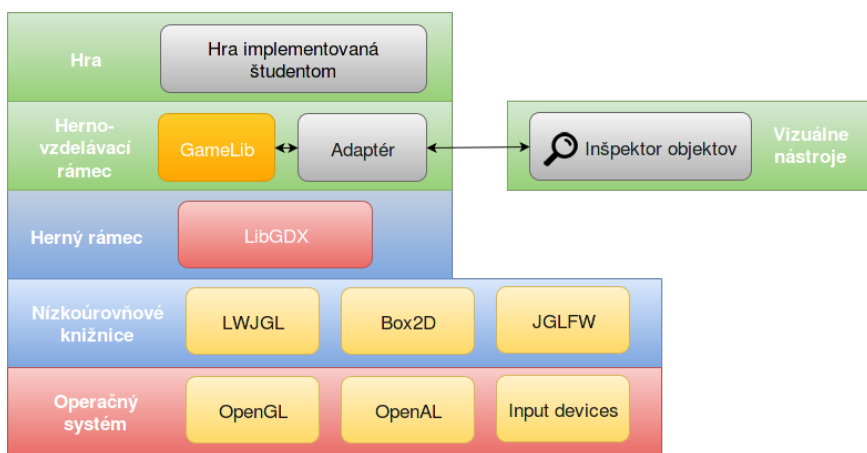 Hra
Hra implementovaná
študentom
Herno-
vzdelávací
rámec
GameLib
Adaptér
Inšpektor objektov
Vizuálne
nástroje
Herný rámec
LibGDX
Nízkoúrovňové
knižnice
LWJGL
Box2D
JGLFW
Operačný
systém
OpenGL
OpenAL
Input devices